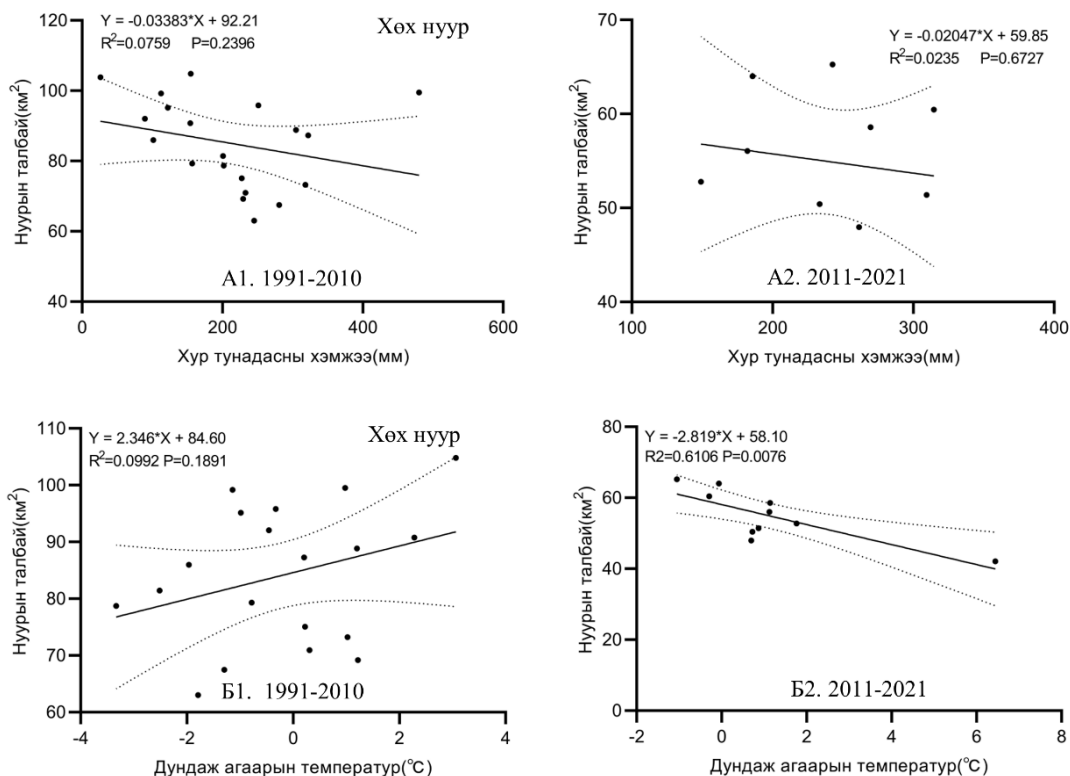 Y = -0.03383*X + 92.21
R²=0.0759 P=0.2396
Хөх нуур
120
100
80
60
40
0
200
400
600
Нуурын талбай(км²)
А1. 1991-2010
Хур тунадасны хэмжээ(мм)
Y = -0.02047*X + 59.85
R²=0.0235 P=0.6727
70
60
50
40
100
200
300
400
Нуурын талбай(км²)
А2. 2011-2021
Хур тунадасны хэмжээ(мм)
Y = 2.346*X + 84.60
R²=0.0992 P=0.1891
Хөх нуур
110
100
90
80
70
60
-4
-2
0
2
4
Нуурын талбай(км²)
Б1. 1991-2010
Дундаж агаарын температур(°C)
Y = -2.819*X + 58.10
R2=0.6106 P=0.0076
80
60
40
20
0
-2
0
2
4
6
8
Нуурын талбай(км²)
Б2. 2011-2021
Дундаж агаарын температур(°C)